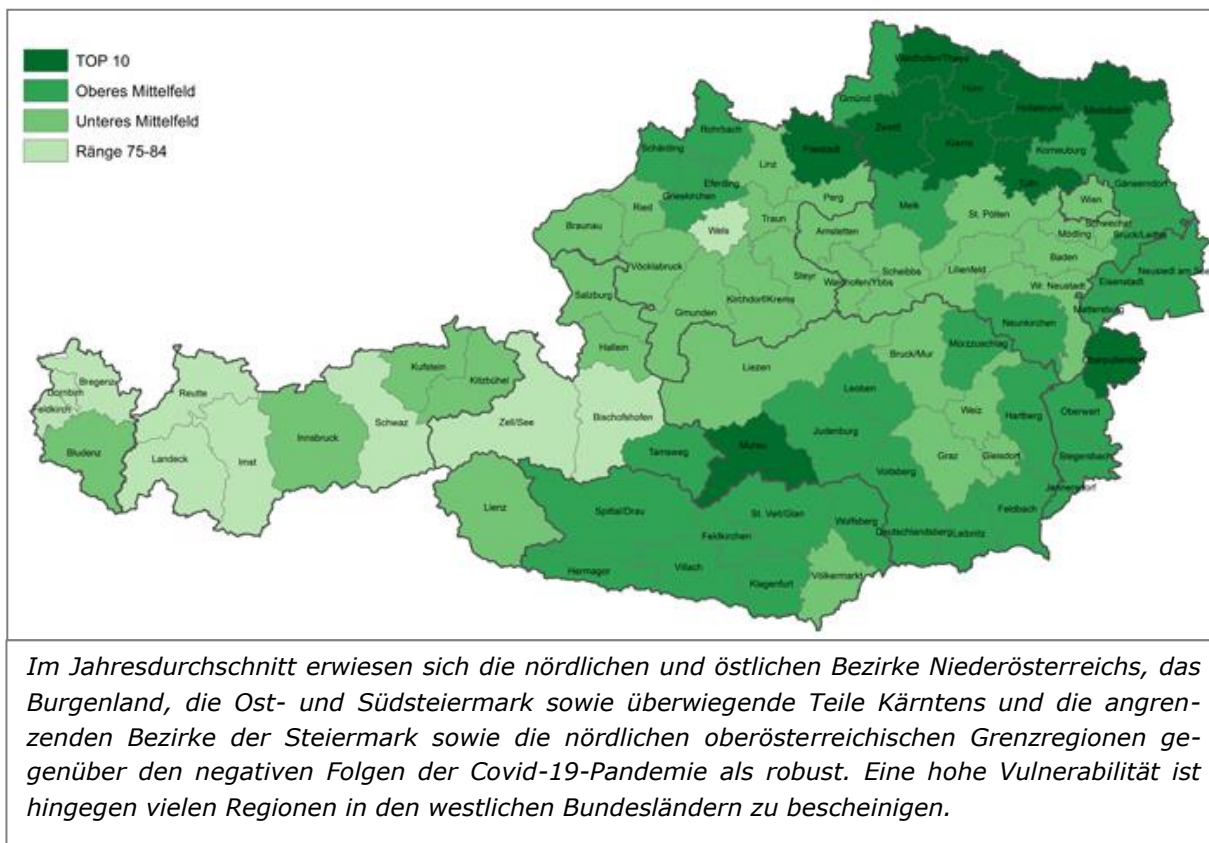 TOP 10
Oberes Mittelfeld
Unteres Mittelfeld
Ränge 75-84
Waidhofen/Thaya
Gmünd
Horn
Hollabrunn
Mistelbach
Zwettl
Krems
Korneuburg
Tulln
Gänserndorf
Rohrbach
Schärding
Freistadt
Linz
Eferding
Grieskirchen
Perg
Melk
St. Pölten
Wien
Schwechat
Bruck/Leitha
Ried
Wels
Traun
Amstetten
Mödling
Baden
Braunau
Neusiedl am See
Eisenstadt
Vöcklabruck
Steyr
Scheibbs
Lilienfeld
Waidhofen/Ybbs
Wr. Neustadt
Salzburg
Kirchdorf/Krems
Gmunden
Mattersburg
Neunkirchen
Hallein
Mürzzuschlag
Bruck/Mur
Oberpullendorf
Liezen
Kufstein
Kitzbühel
Bregenz
Dornbirn
Feldkirch
Reutte
Leoben
Weiz
Hartberg
Oberwert
Schwaz
Zell/See
Bischofshofen
Innsbruck
Judenburg
Murau
Tamsweg
Bludenz
Landeck
Imst
Graz
Gleisdorf
Voitsberg
Jennersdorf
Lienz
Spittal/Drau
St. Veit/Glan
Wolfsberg
Feldbach
Feldkirchen
Deutschlandsberg
Leibnitz
Hermagor
Villach
Klagenfurt
Völkermarkt
Im Jahresdurchschnitt erwiesen sich die nördlichen und östlichen Bezirke Niederösterreichs, das
Burgenland, die Ost- und Südsteiermark sowie überwiegende Teile Kärntens und die angren-
zenden Bezirke der Steiermark sowie die nördlichen oberösterreichischen Grenzregionen ge-
genüber den negativen Folgen der Covid-19-Pandemie als robust. Eine hohe Vulnerabilität ist
hingegen vielen Regionen in den westlichen Bundesländern zu bescheinigen.